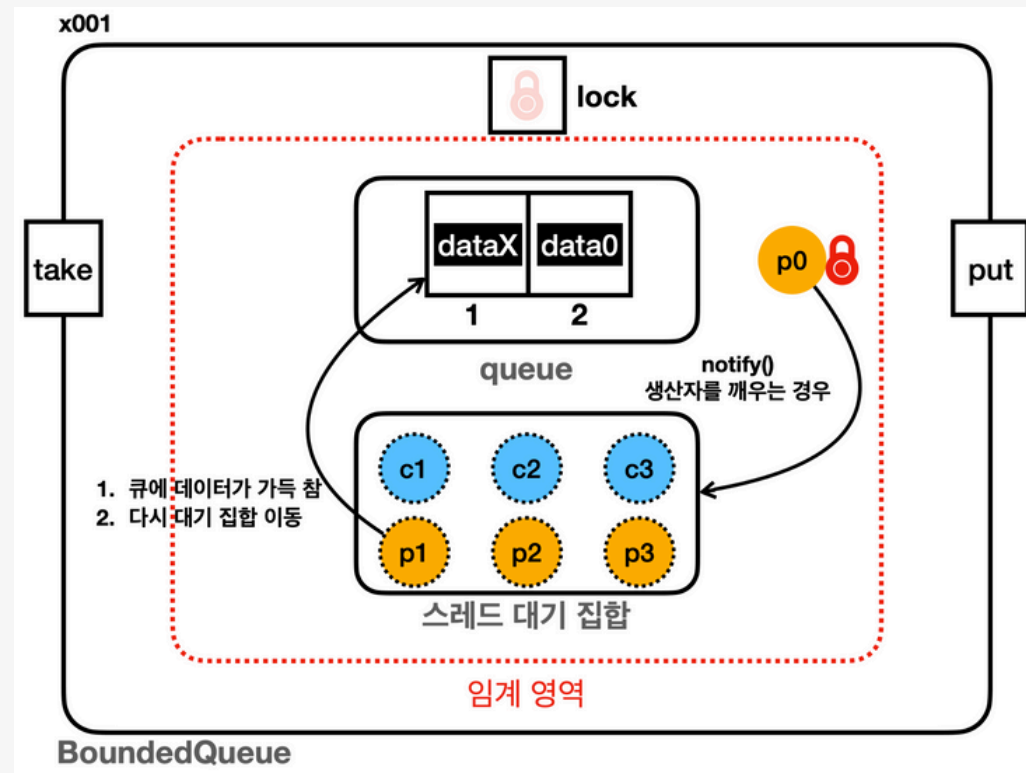 x001
lock
take
dataX data0
1 2
queue
p0
put
notify()
생산자를 깨우는 경우
c1 c2 c3
1. 큐에 데이터가 가득 참
2. 다시 대기 집합 이동
p1 p2 p3
스레드 대기 집합
임계 영역
BoundedQueue